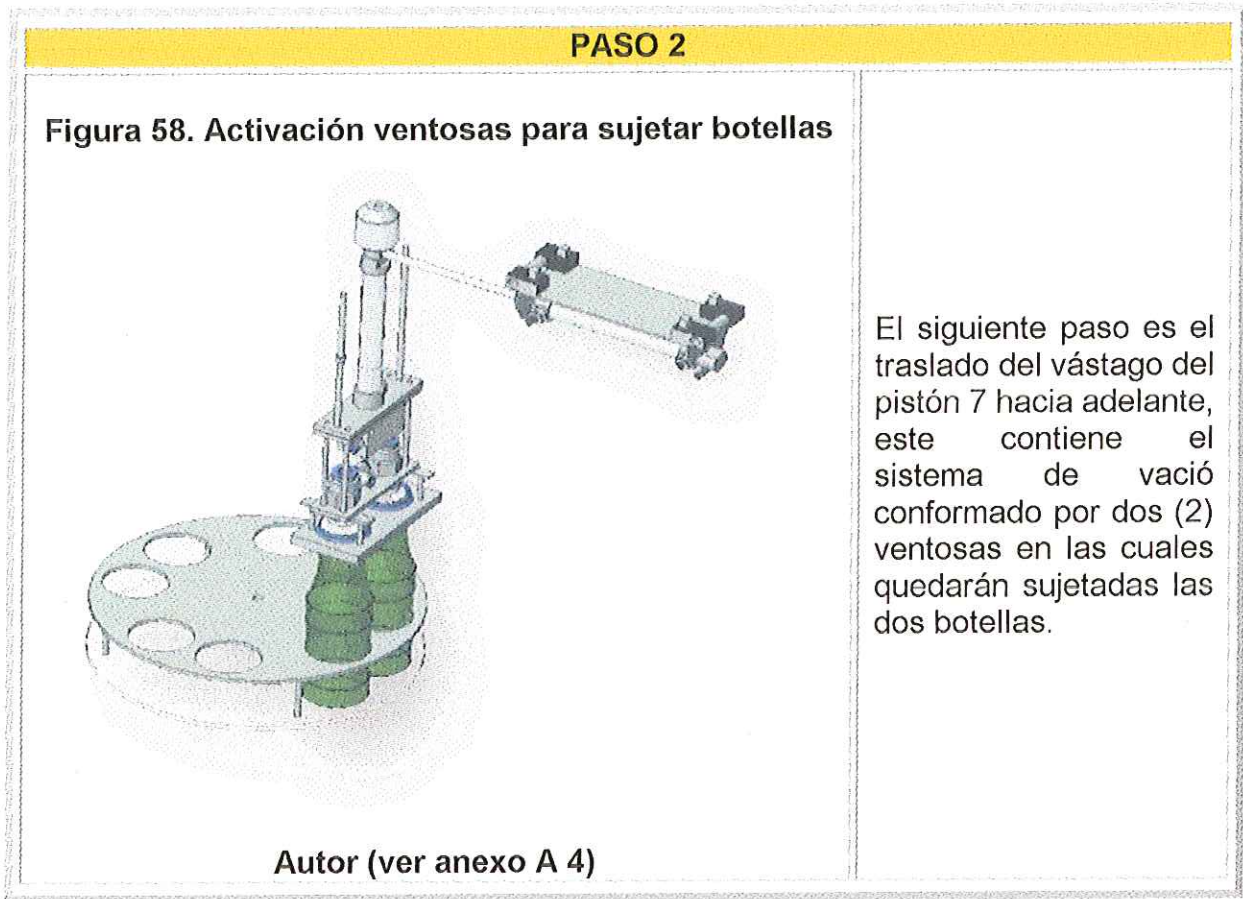 PASO 2
Figura 58. Activación ventosas para sujetar botellas
Autor (ver anexo A 4)
El siguiente paso es el
traslado del vástago del
pistón 7 hacia adelante,
este contiene el
sistema de vació
conformado por dos (2)
ventosas en las cuales
quedarán sujetadas las
dos botellas.